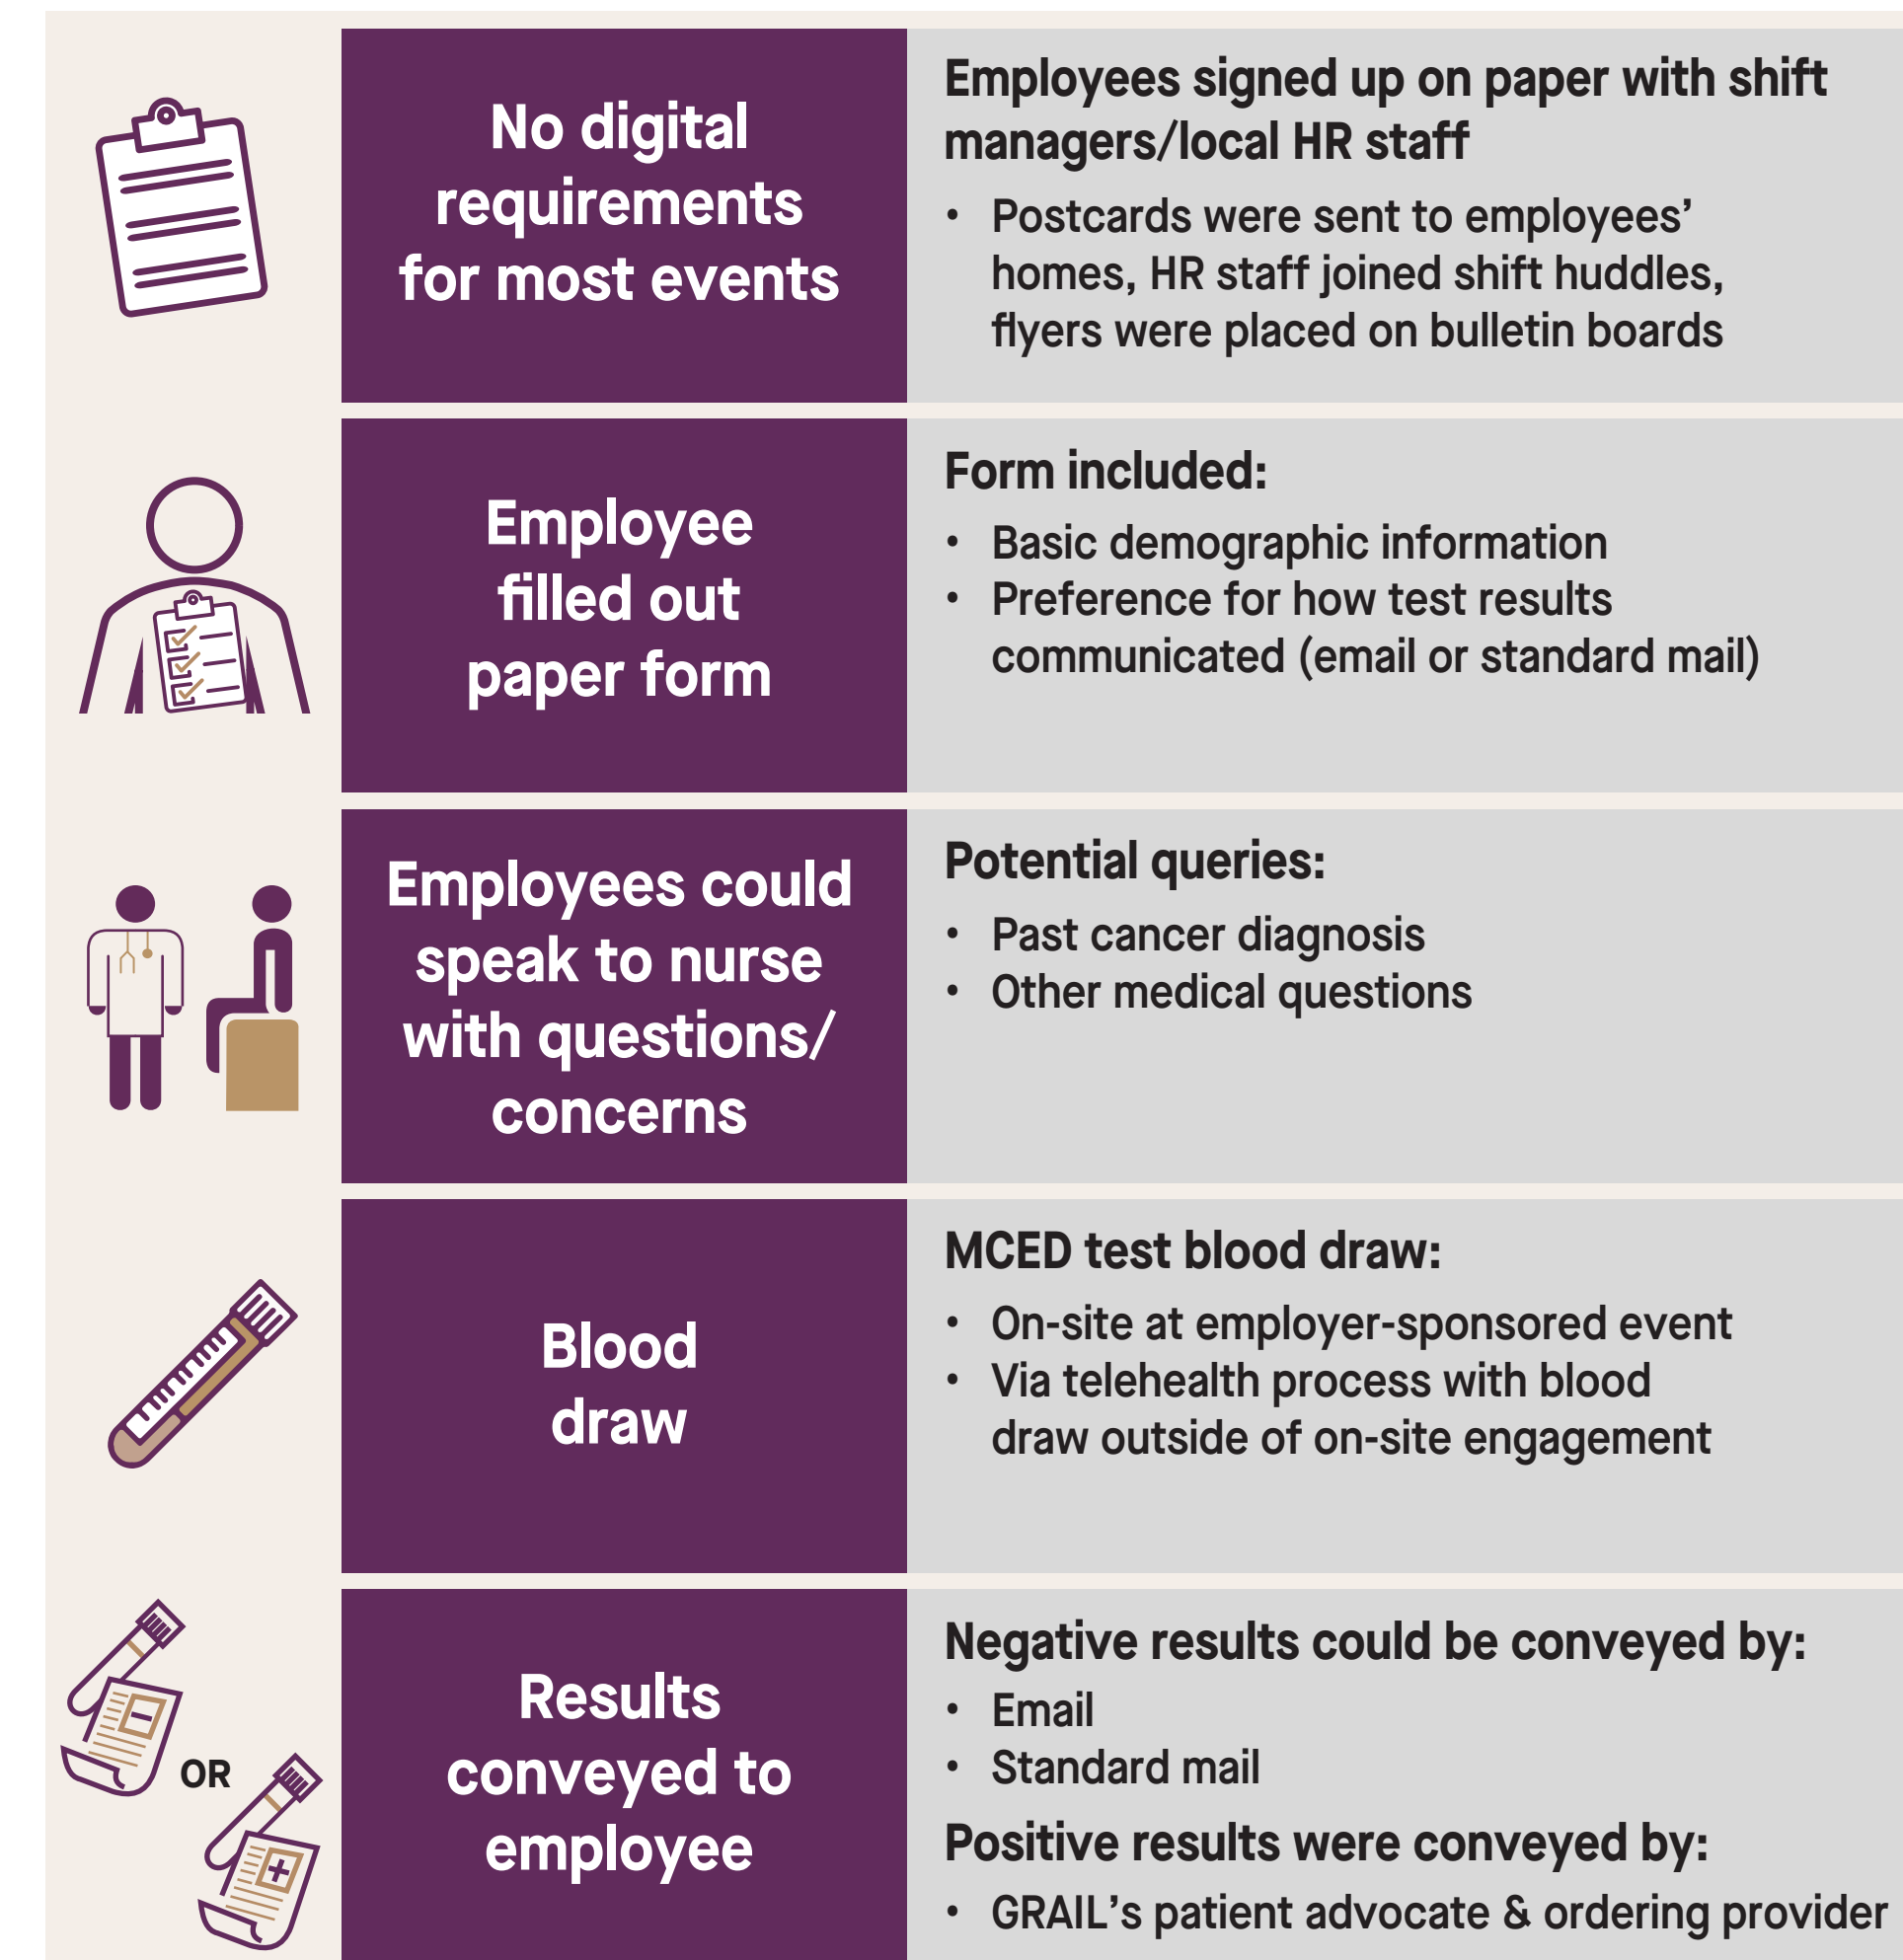 No digital
requirements
for most events
Employees signed up on paper with shift
managers/local HR staff
• Postcards were sent to employees’
homes, HR staff joined shift huddles,
flyers were placed on bulletin boards
Employee
filled out
paper form
Form included:
• Basic demographic information
• Preference for how test results
communicated (email or standard mail)
Employees could
speak to nurse
with questions/
concerns
Potential queries:
• Past cancer diagnosis
• Other medical questions
Blood
draw
MCED test blood draw:
• On-site at employer-sponsored event
• Via telehealth process with blood
draw outside of on-site engagement
OR
Results
conveyed to
employee
Negative results could be conveyed by:
• Email
• Standard mail
Positive results were conveyed by:
• GRAIL’s patient advocate & ordering provider